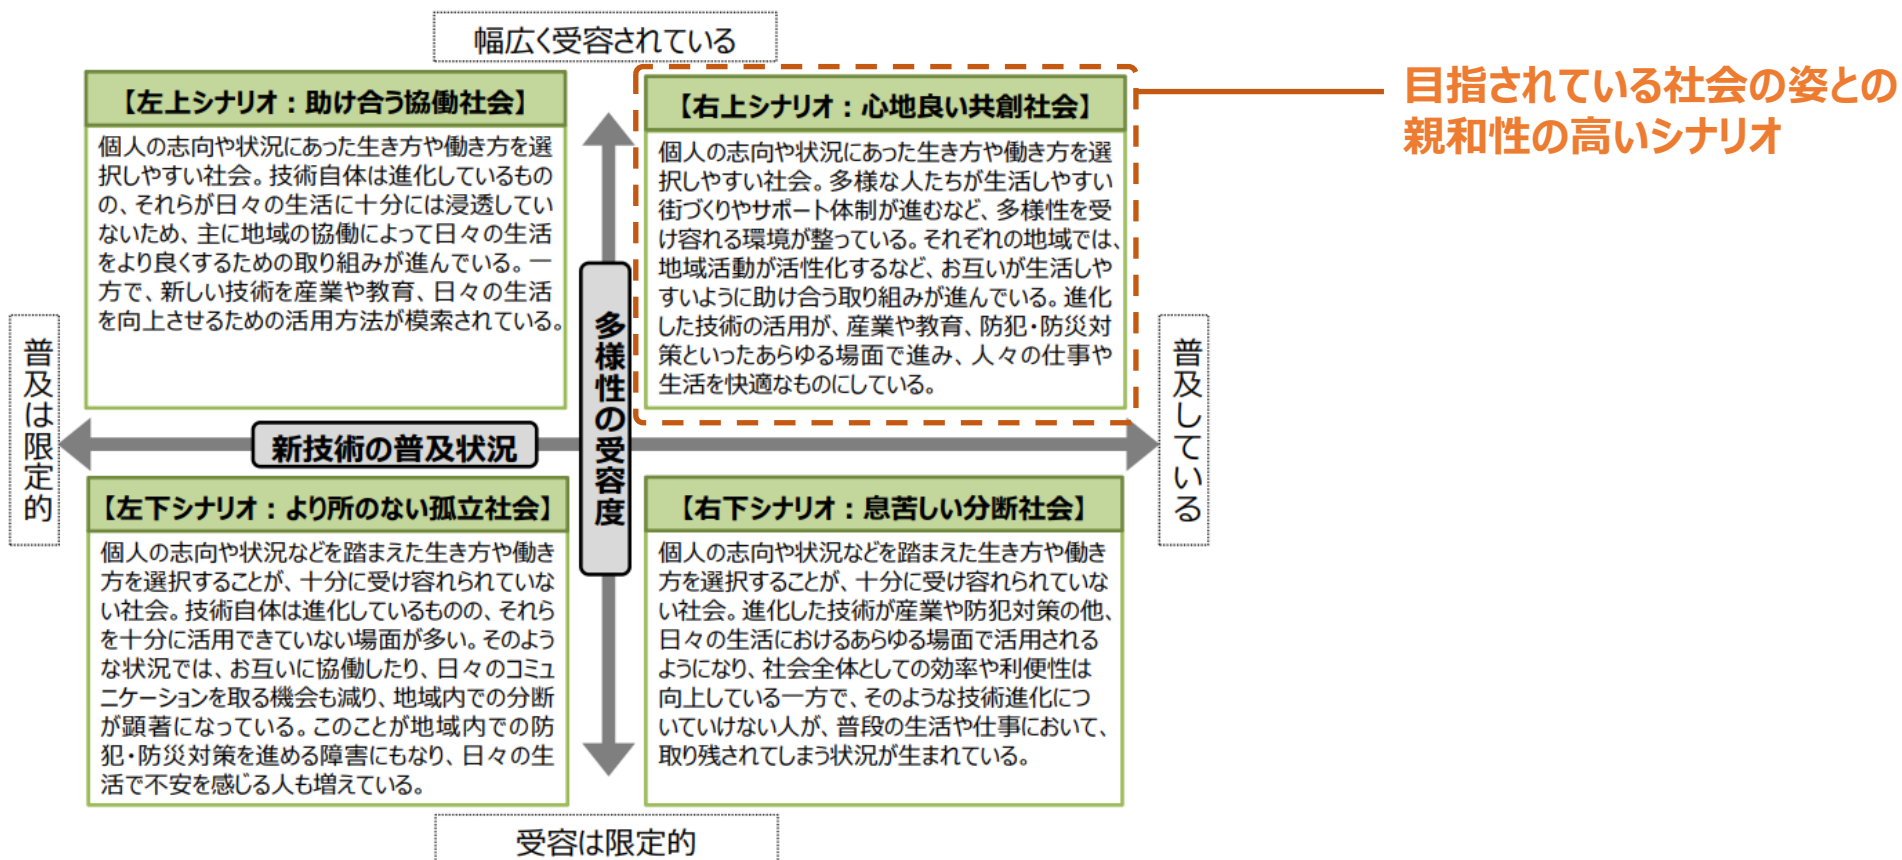 幅広く受容されている
【左上シナリオ：助け合う協働社会】
個人の志向や状況にあった生き方や働き方を選
択しやすい社会。技術自体は進化しているもの
の、それらが日々の生活に十分には浸透してい
ないため、主に地域の協働によって日々の生活
をより良くするための取り組みが進んでいる。一
方で、新しい技術を産業や教育、日々の生活
を向上させるための活用方法が模索されている。
【右上シナリオ：心地良い共創社会】
個人の志向や状況にあった生き方や働き方を選
択しやすい社会。多様な人たちが生活しやすい
街づくりやサポート体制が進むなど、多様性を受
け容れる環境が整っている。それぞれの地域では、
地域活動が活性化するなど、お互いが生活しや
すいように助け合う取り組みが進んでいる。進化
した技術の活用が、産業や教育、防犯・防災対
策といったあらゆる場面で進み、人々の仕事や
生活を快適なものにしている。
目指されている社会の姿との
親和性の高いシナリオ
普及は限定的
新技術の普及状況
多様性の受容度
普及している
【左下シナリオ：より所のない孤立社会】
個人の志向や状況などを踏まえた生き方や働き
方を選択することが、十分に受け容れられていな
い社会。技術自体は進化しているものの、それら
を十分に活用できていない場面が多い。そのよう
な状況では、お互いに協働したり、日々のコミュ
ニケーションを取る機会も減り、地域内での分断
が顕著になっている。このことが地域内での防
犯・防災対策を進める障害にもなり、日々の生
活で不安を感じる人も増えている。
【右下シナリオ：息苦しい分断社会】
個人の志向や状況などを踏まえた生き方や働き
方を選択することが、十分に受け容れられていな
い社会。進化した技術が産業や防犯対策の他、
日々の生活におけるあらゆる場面で活用される
ようになり、社会全体としての効率や利便性は
向上している一方で、そのような技術進化につ
いていけない人が、普段の生活や仕事において、
取り残されてしまう状況が生まれている。
受容は限定的